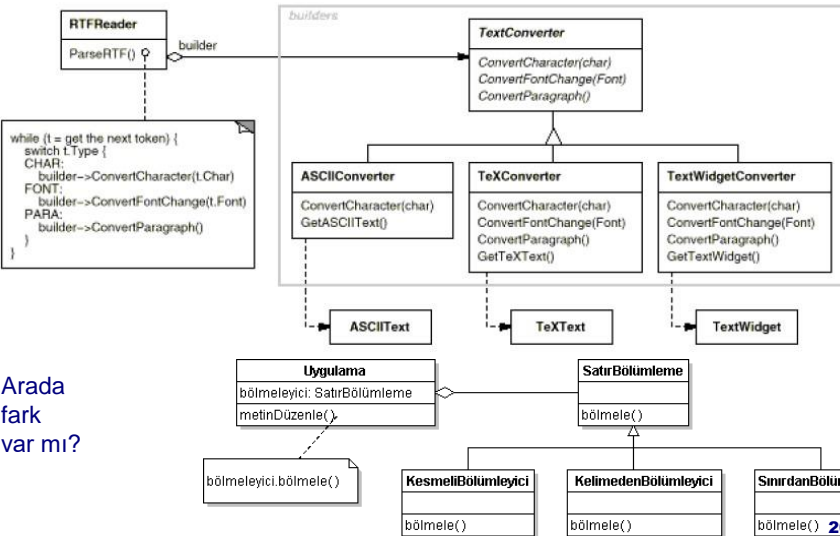 builders
RTFReader
ParseRTF()
builder
TextConverter
ConvertCharacter(char)
ConvertFontChange(Font)
ConvertParagraph()
while (t = get the next token) {
switch t.Type {
CHAR:
builder->ConvertCharacter(t.Char)
FONT:
builder->ConvertFontChange(t.Font)
PARA:
builder->ConvertParagraph()
}
}
ASCIIConverter
ConvertCharacter(char)
GetASCIIText()
TeXConverter
ConvertCharacter(char)
ConvertFontChange(Font)
ConvertParagraph()
GetTeXText()
TextWidgetConverter
ConvertCharacter(char)
ConvertFontChange(Font)
ConvertParagraph()
GetTextWidget()
ASCIIText
TeXText
TextWidget
Arada
fark
var mı?
Uygulama
bölmeleyici: SatırBölümleme
metinDüzenle()
SatırBölümleme
bölmele()
bölmeleyici.bölmele()
KesmeliBölümleyici
bölmele()
KelimedenBölümleyici
bölmele()
bölmele()